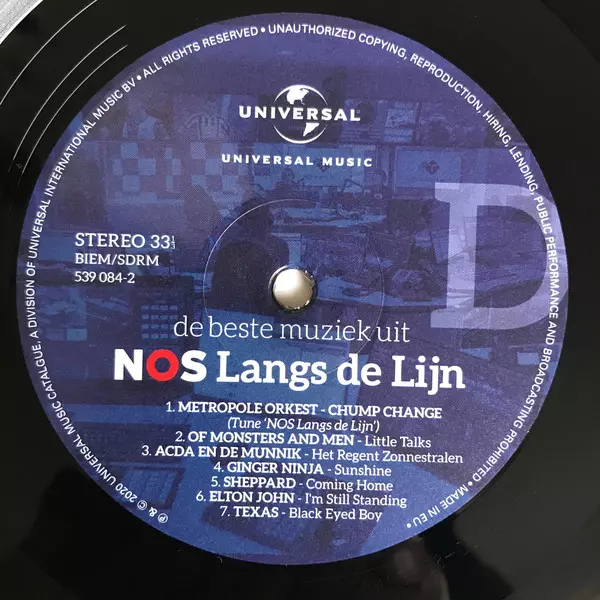 ℗ & © 2020 UNIVERSAL MUSIC CATALGUE, A DIVISION OF UNIVERSAL INTERNATIONAL MUSIC BV • ALL RIGHTS RESERVED • UNAUTHORIZED COPYING, REPRODUCTION, HIRING, LENDING, PUBLIC PERFORMANCE AND BROADCASTING PROHIBITED • MADE IN EU •
UNIVERSAL
UNIVERSAL MUSIC
D
STEREO 33⅓
BIEM/SDRM
539 084-2
de beste muziek uit
NOS Langs de Lijn
1. METROPOLE ORKEST - CHUMP CHANGE
(Tune 'NOS Langs de Lijn')
2. OF MONSTERS AND MEN - Little Talks
3. ACDA EN DE MUNNIK - Het Regent Zonnestralen
4. GINGER NINJA - Sunshine
5. SHEPPARD - Coming Home
6. ELTON JOHN - I'm Still Standing
7. TEXAS - Black Eyed Boy